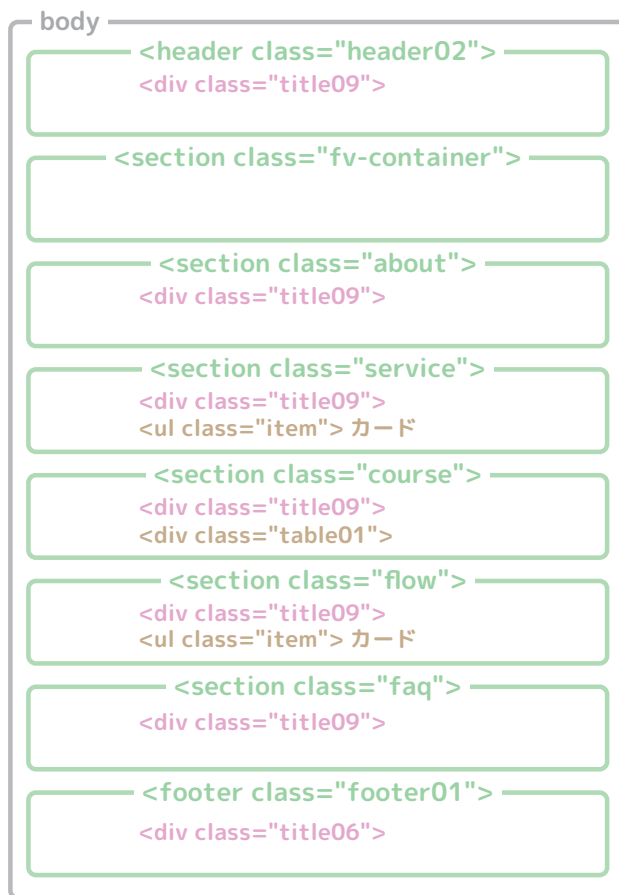 body
<header class="header02">
<div class="title09">
<section class="fv-container">
<section class="about">
<div class="title09">
<section class="service">
<div class="title09">
<ul class="item"> カード
<section class="course">
<div class="title09">
<div class="table01">
<section class="flow">
<div class="title09">
<ul class="item"> カード
<section class="faq">
<div class="title09">
<footer class="footer01">
<div class="title06">